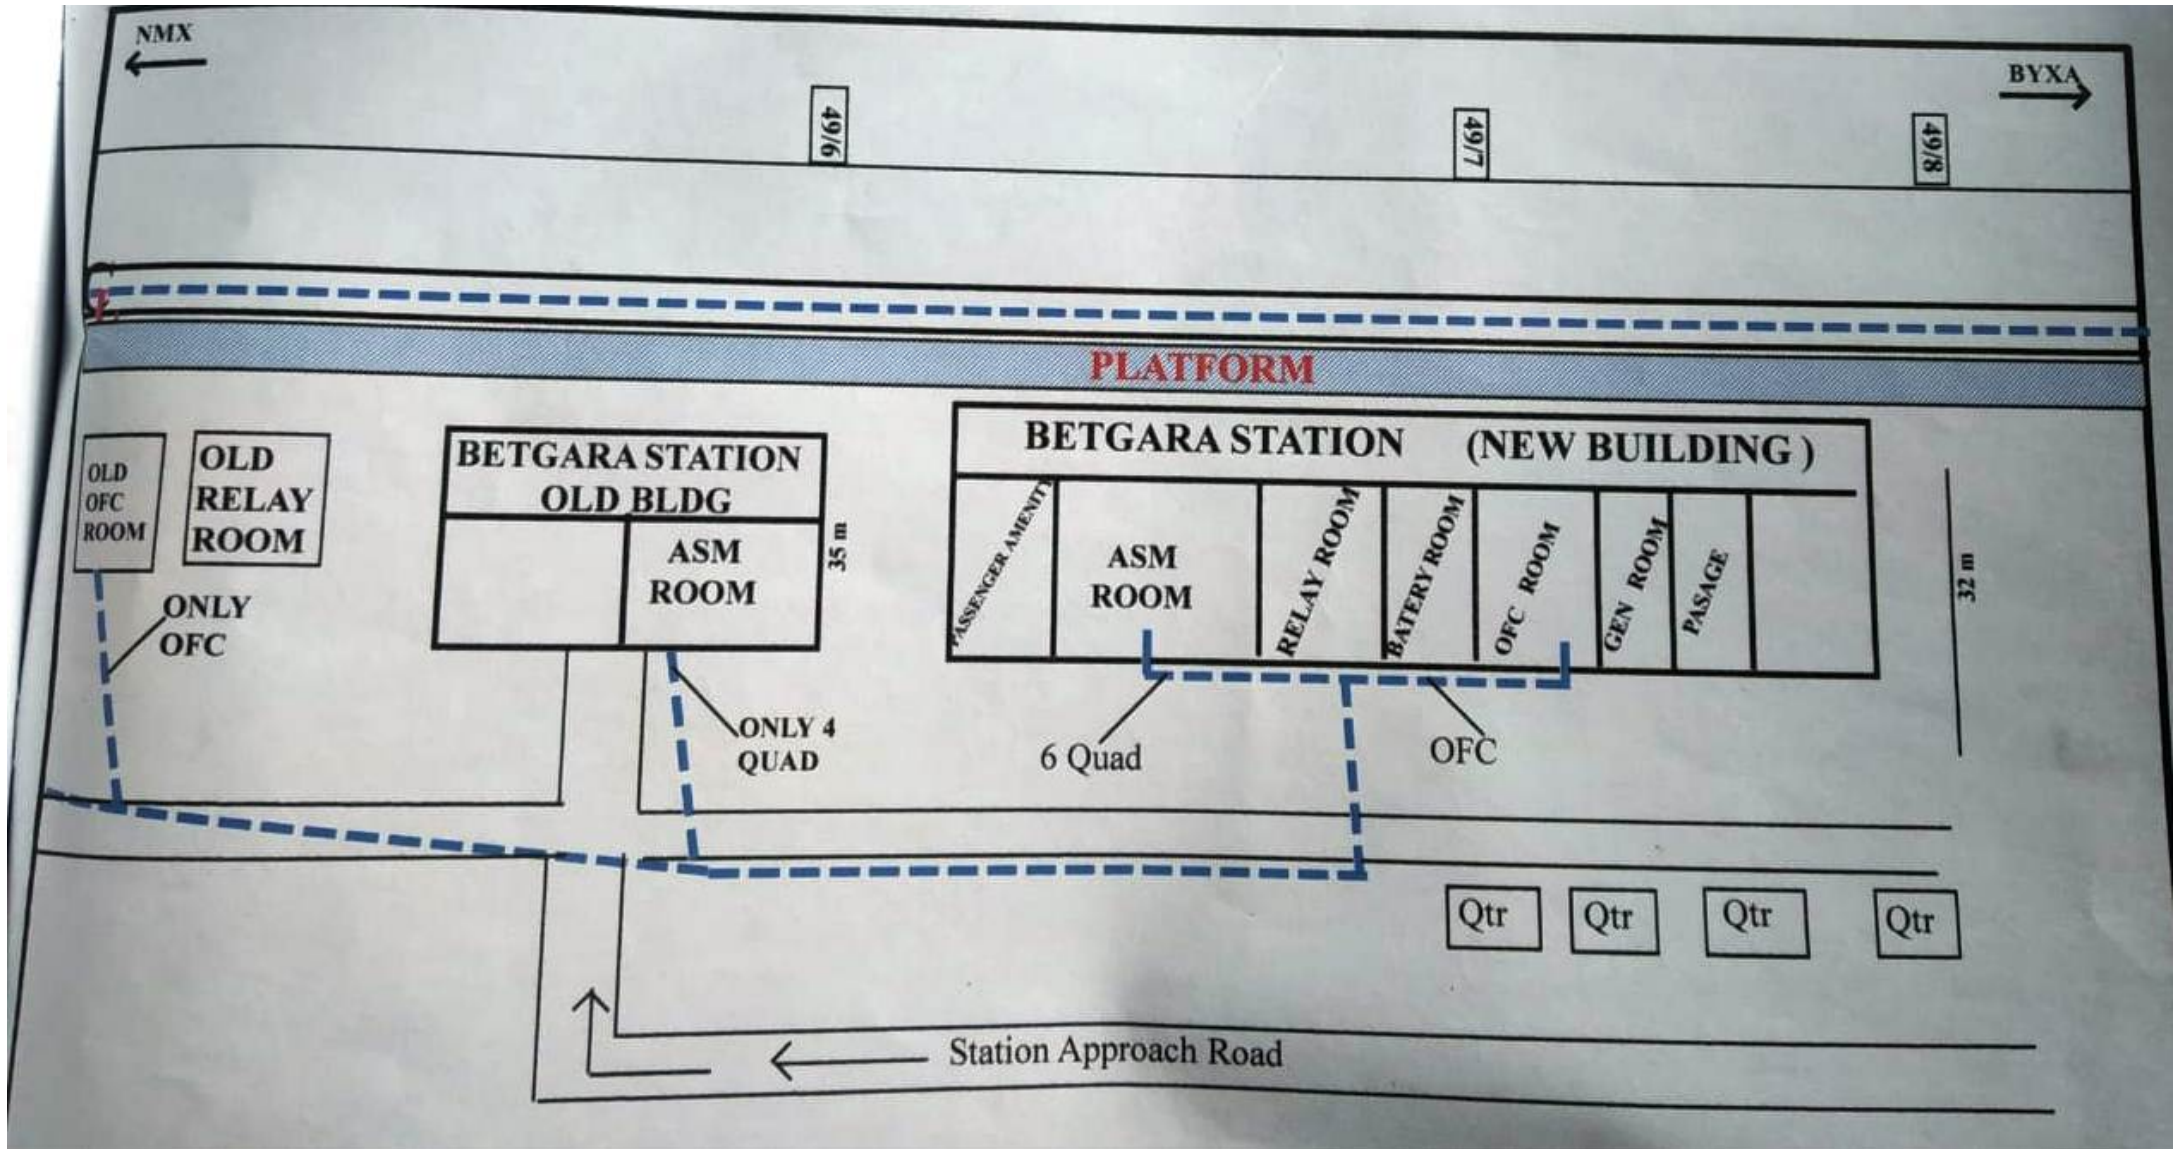 NMX
BYXA
49/6
49/7
49/8
PLATFORM
OLD
OFC
ROOM
OLD
RELAY
ROOM
BETGARA STATION
OLD BLDG
ASM
ROOM
35 m
BETGARA STATION (NEW BUILDING )
PASSENGER AMENITY
ASM
ROOM
RELAY ROOM
BATERY ROOM
OFC ROOM
GEN ROOM
PASAGE
32 m
ONLY
OFC
ONLY 4
QUAD
6 Quad
OFC
Qtr
Qtr
Qtr
Qtr
Station Approach Road